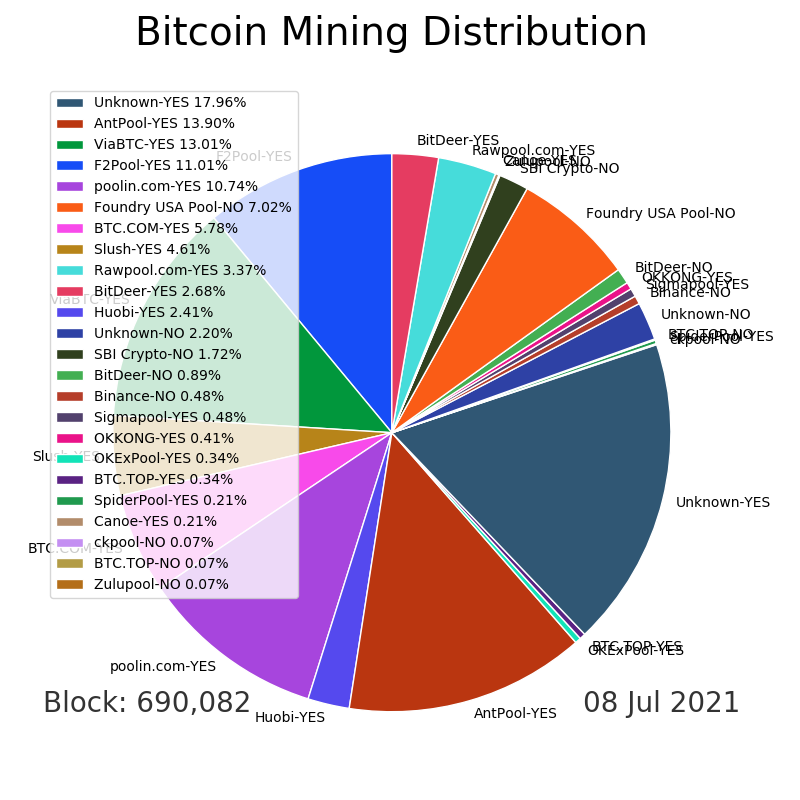 Bitcoin Mining Distribution
Unknown-YES 17.96%
AntPool-YES 13.90%
ViaBTC-YES 13.01%
F2Pool-YES 11.01%
poolin.com-YES 10.74%
Foundry USA Pool-NO 7.02%
BTC.COM-YES 5.78%
Slush-YES 4.61%
Rawpool.com-YES 3.37%
BitDeer-YES 2.68%
Huobi-YES 2.41%
Unknown-NO 2.20%
SBI Crypto-NO 1.72%
BitDeer-NO 0.89%
Binance-NO 0.48%
Sigmapool-YES 0.48%
OKKONG-YES 0.41%
OKExPool-YES 0.34%
BTC.TOP-YES 0.34%
SpiderPool-YES 0.21%
Canoe-YES 0.21%
ckpool-NO 0.07%
BTC.TOP-NO 0.07%
Zulupool-NO 0.07%
BitDeer-YES
Rawpool.com-YES
Canoe-YES
Zulupool-NO
SBI Crypto-NO
Foundry USA Pool-NO
BitDeer-NO
OKKONG-YES
Sigmapool-YES
Binance-NO
Unknown-NO
BTC.TOP-NO
SpiderPool-YES
ckpool-NO
Unknown-YES
BTC.TOP-YES
OKExPool-YES
AntPool-YES
Huobi-YES
poolin.com-YES
BTC.COM-YES
Slush-YES
ViaBTC-YES
F2Pool-YES
Block: 690,082
08 Jul 2021